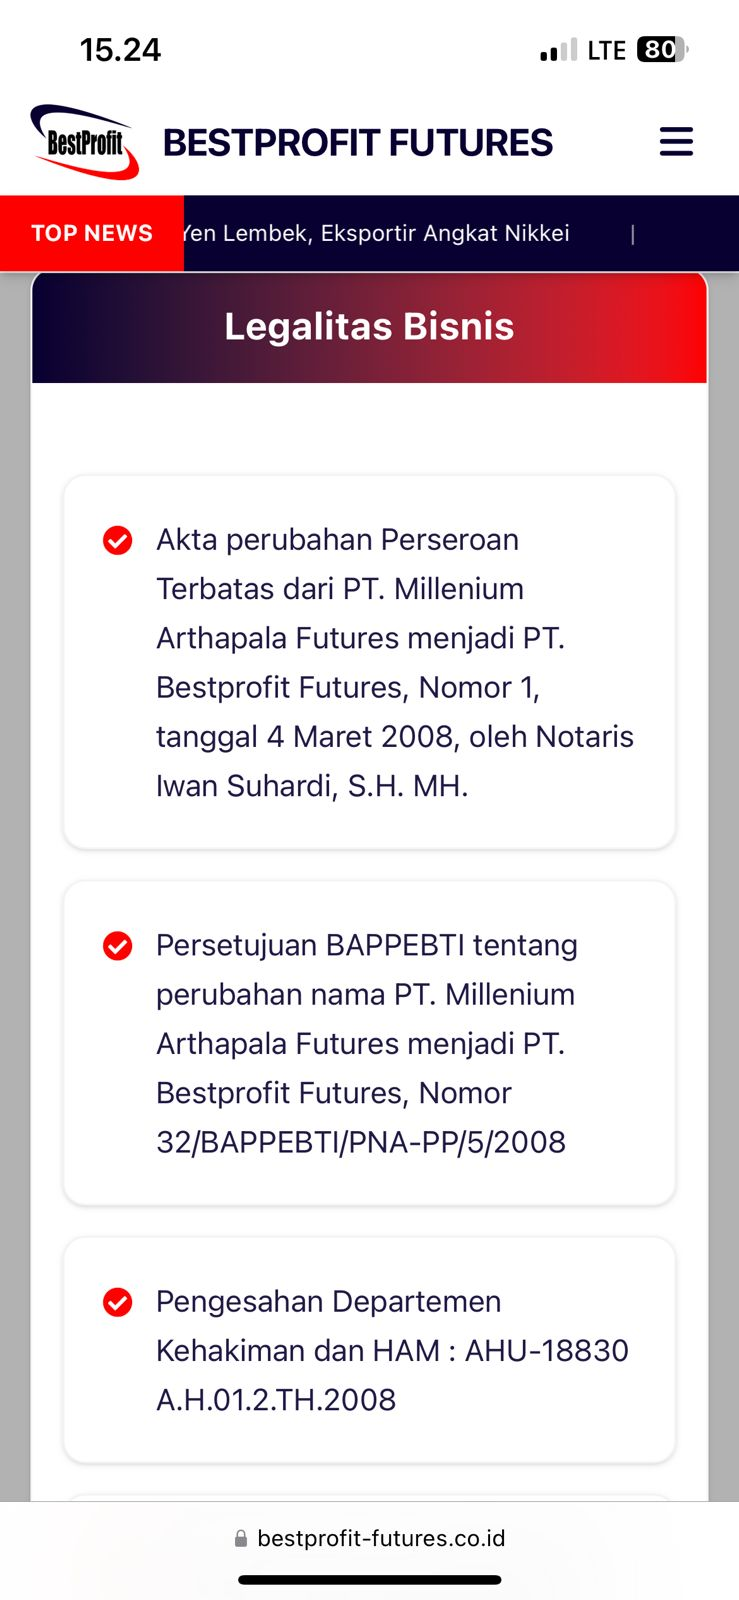 15.24
LTE 80
BestProfit BESTPROFIT FUTURES
TOP NEWS Yen Lembek, Eksportir Angkat Nikkei |
Legalitas Bisnis
Akta perubahan Perseroan
Terbatas dari PT. Millenium
Arthapala Futures menjadi PT.
Bestprofit Futures, Nomor 1,
tanggal 4 Maret 2008, oleh Notaris
Iwan Suhardi, S.H. MH.
Persetujuan BAPPEBTI tentang
perubahan nama PT. Millenium
Arthapala Futures menjadi PT.
Bestprofit Futures, Nomor
32/BAPPEBTI/PNA-PP/5/2008
Pengesahan Departemen
Kehakiman dan HAM : AHU-18830
A.H.01.2.TH.2008
bestprofit-futures.co.id